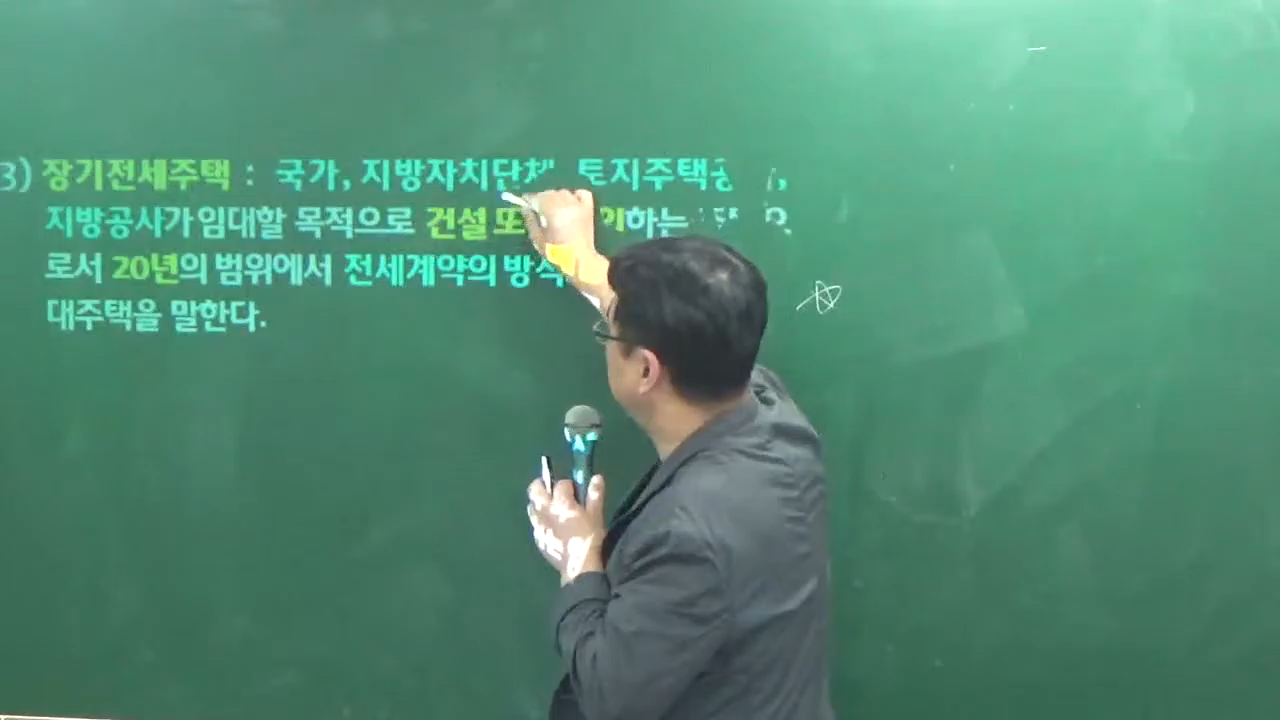 3) 장기전세주택 : 국가, 지방자치단체, 토지주택공
지방공사가 임대할 목적으로 건설 또 하는
로서 20년의 범위에서 전세계약의 방식
대주택을 말한다.